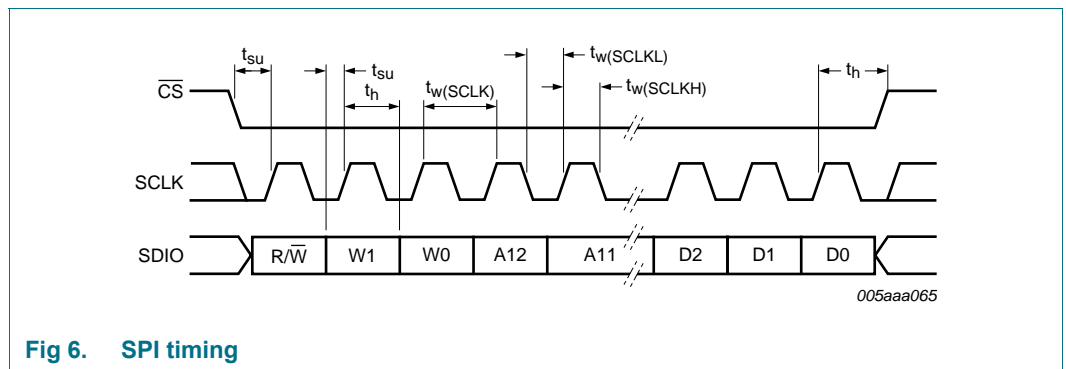 tsu
tsu
th
tw(SCLK)
tw(SCLKL)
tw(SCLKH)
th
CS
SCLK
SDIO
R/W W1 W0 A12 A11 D2 D1 D0
005aaa065
Fig 6. SPI timing